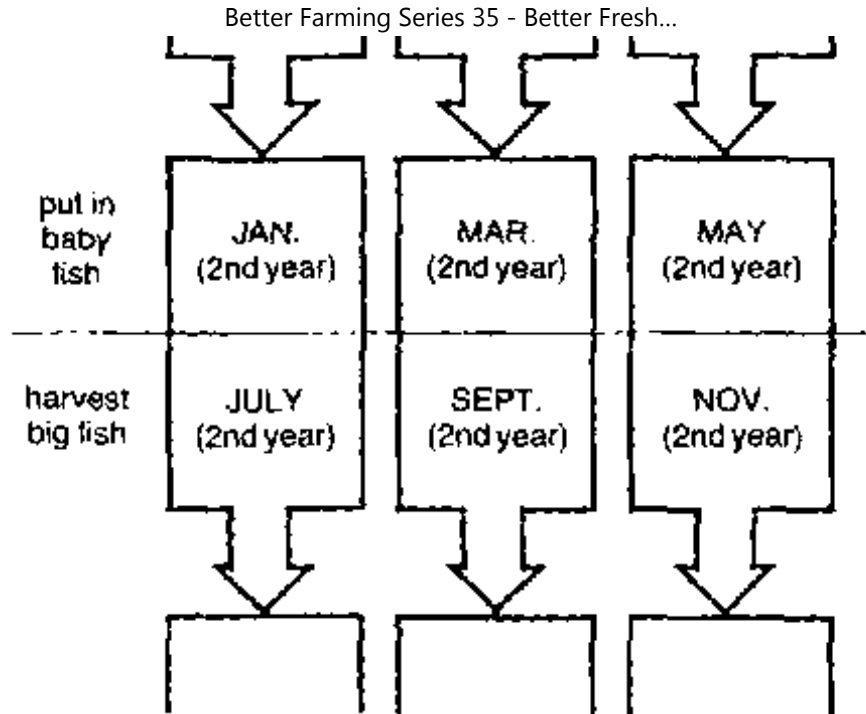 Better Farming Series 35 - Better Fresh...
put in
baby
fish
JAN.
(2nd year)
MAR.
(2nd year)
MAY
(2nd year)
harvest
big fish
JULY
(2nd year)
SEPT.
(2nd year)
NOV.
(2nd year)